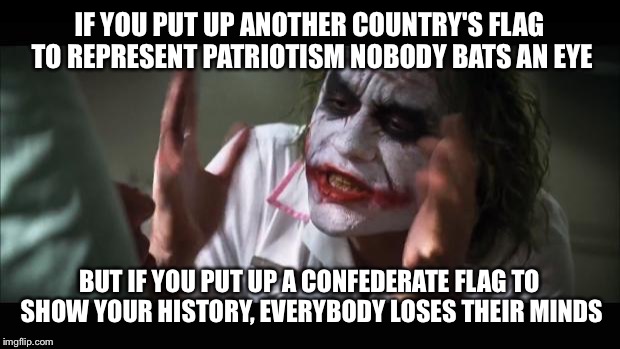 IF YOU PUT UP ANOTHER COUNTRY'S FLAG
TO REPRESENT PATRIOTISM NOBODY BATS AN EYE
BUT IF YOU PUT UP A CONFEDERATE FLAG TO
SHOW YOUR HISTORY, EVERYBODY LOSES THEIR MINDS
imgflip.com